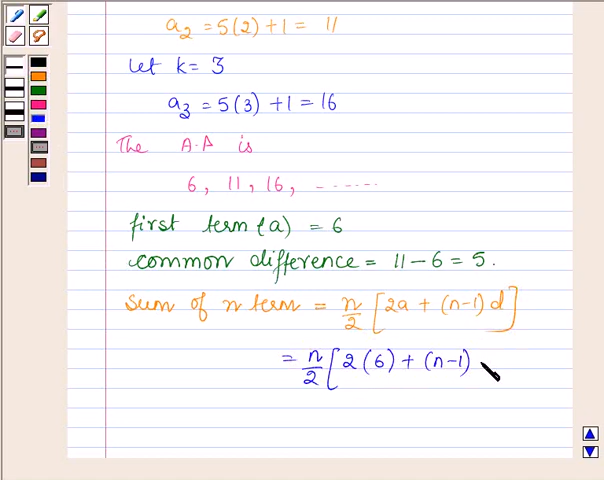 a₂ = 5(2) + 1 = 11
Let k = 3
a₃ = 5(3) + 1 = 16
The A.P is
6, 11, 16, -------
first term (a) = 6
common difference = 11 - 6 = 5.
Sum of n term = n/2 [2a + (n-1) d]
= n/2 [2(6) + (n-1)